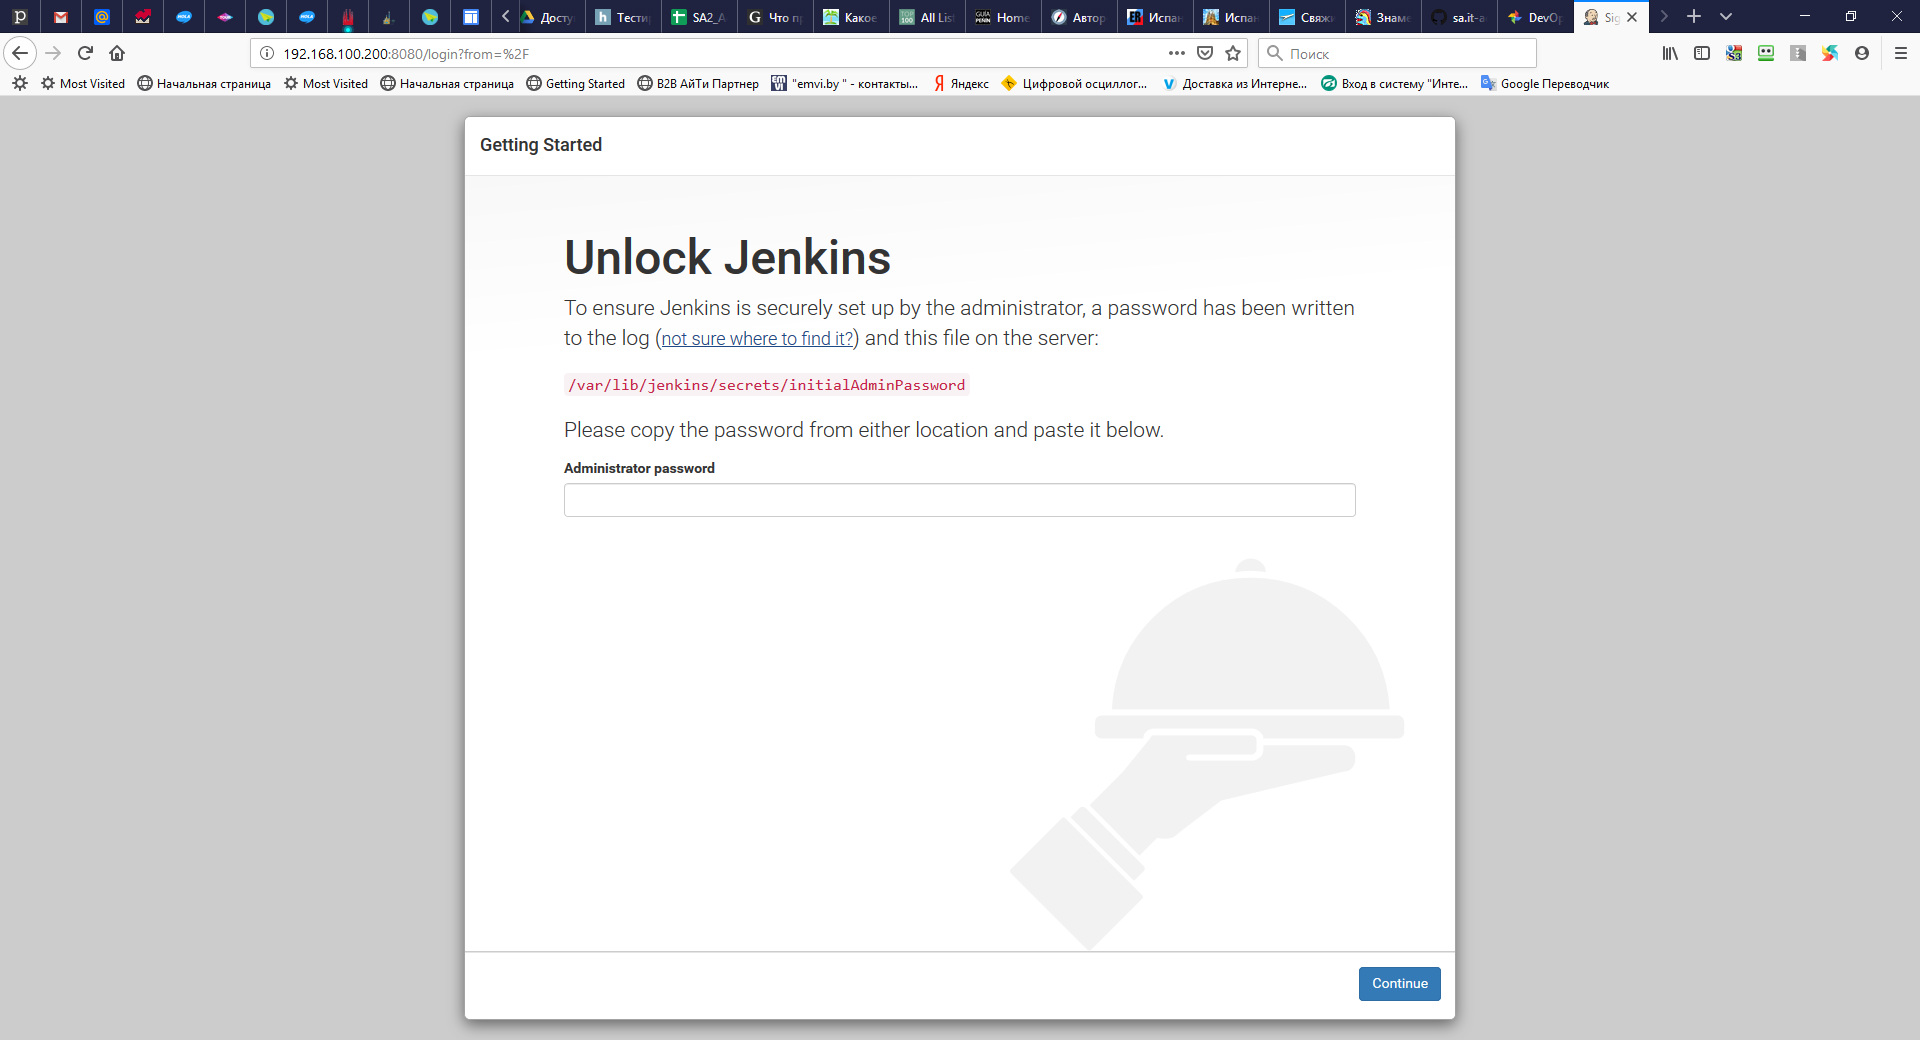 Досту
Тести
SA2_A
Что п
Какое
All Lis
Home
Автор
Испан
Испан
Свяжи
Знаме
sa.it-a
DevOp
Sig
192.168.100.200:8080/login?from=%2F
Поиск
Most Visited
Начальная страница
Most Visited
Начальная страница
Getting Started
B2B АйТи Партнер
"emvi.by " - контакты...
Яндекс
Цифровой осциллог...
Доставка из Интерне...
Вход в систему "Инте...
Google Переводчик
Getting Started
Unlock Jenkins
To ensure Jenkins is securely set up by the administrator, a password has been written
to the log (not sure where to find it?) and this file on the server:
/var/lib/jenkins/secrets/initialAdminPassword
Please copy the password from either location and paste it below.
Administrator password
Continue